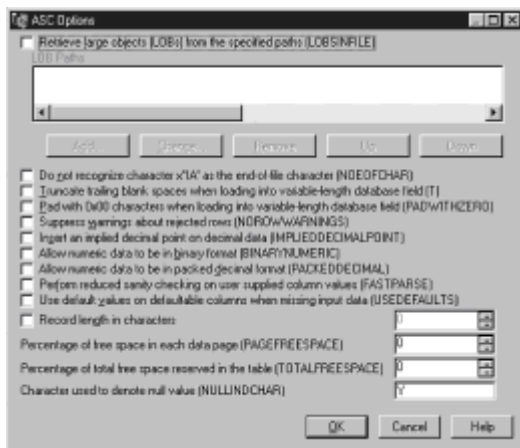 ASC Options
Retrieve large objects (LOBs) from the specified paths (LOBSINFILE)
LOB Paths
Add...
Change...
Remove
Up
Down
Do not recognize character x"1A" as the end-of-file character (NOEOFCHAR)
Truncate trailing blank spaces when loading into variable-length database field (T)
Pad with 0x00 characters when loading into variable-length database field (PADWITHZERO)
Suppress warnings about rejected rows (NOROWWARNINGS)
Insert an implied decimal point on decimal data (IMPLIEDDECIMALPOINT)
Allow numeric data to be in binary format (BINARYNUMERIC)
Allow numeric data to be in packed decimal format (PACKEDDECIMAL)
Perform reduced sanity checking on user supplied column values (FASTPARSE)
Use default values on defaultable columns when missing input data (USEDEFAULTS)
Record length in characters 0
Percentage of free space in each data page (PAGEFREESPACE) 0
Percentage of total free space reserved in the table (TOTALFREESPACE) 0
Character used to denote null value (NULLINDCHAR) Y
OK Cancel Help